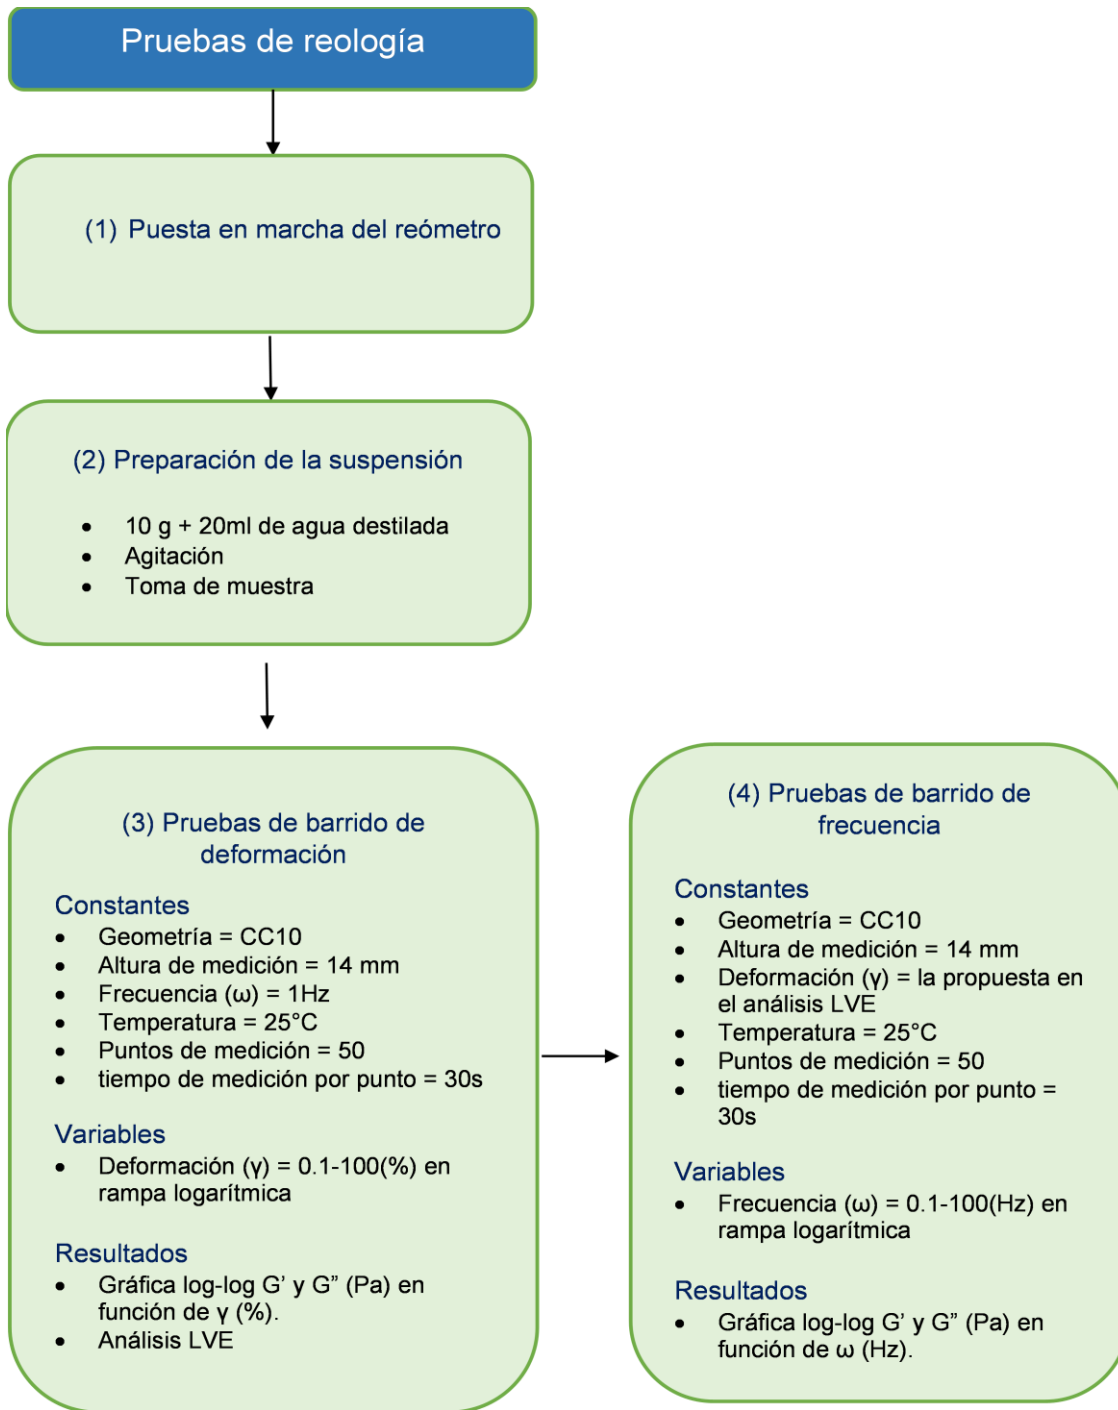 Pruebas de reología
(1) Puesta en marcha del reómetro
(2) Preparación de la suspensión
• 10 g + 20ml de agua destilada
• Agitación
• Toma de muestra
(3) Pruebas de barrido de
deformación
Constantes
• Geometría = CC10
• Altura de medición = 14 mm
• Frecuencia (ω) = 1Hz
• Temperatura = 25°C
• Puntos de medición = 50
• tiempo de medición por punto = 30s
Variables
• Deformación (γ) = 0.1-100(%) en
rampa logarítmica
Resultados
• Gráfica log-log G’ y G” (Pa) en
función de γ (%).
• Análisis LVE
(4) Pruebas de barrido de
frecuencia
Constantes
• Geometría = CC10
• Altura de medición = 14 mm
• Deformación (γ) = la propuesta en
el análisis LVE
• Temperatura = 25°C
• Puntos de medición = 50
• tiempo de medición por punto =
30s
Variables
• Frecuencia (ω) = 0.1-100(Hz) en
rampa logarítmica
Resultados
• Gráfica log-log G’ y G” (Pa) en
función de ω (Hz).